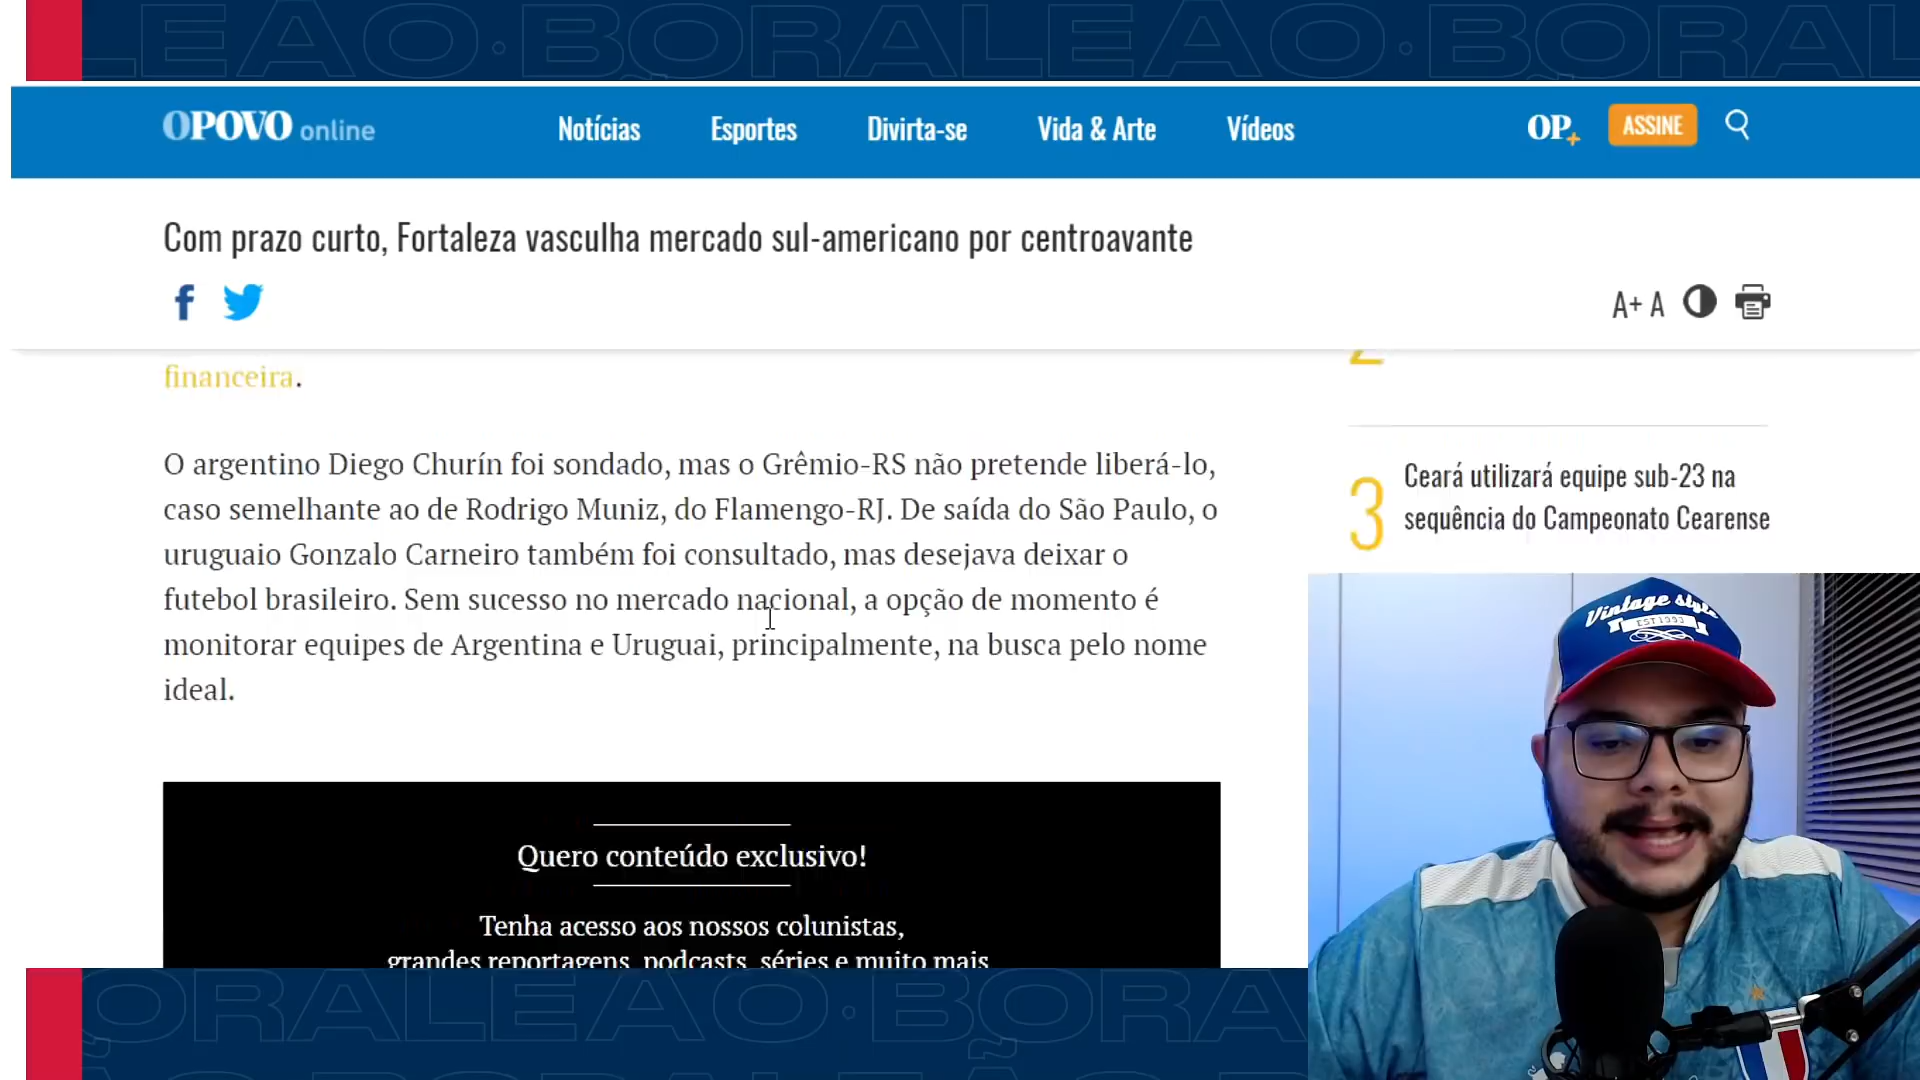 LEÃO · BORALEÃO · BORAL
OPOVO online
Notícias
Esportes
Divirta-se
Vida & Arte
Vídeos
OP+
ASSINE
Com prazo curto, Fortaleza vasculha mercado sul-americano por centroavante
A+ A
financeira.
O argentino Diego Churín foi sondado, mas o Grêmio-RS não pretende liberá-lo,
caso semelhante ao de Rodrigo Muniz, do Flamengo-RJ. De saída do São Paulo, o
uruguaio Gonzalo Carneiro também foi consultado, mas desejava deixar o
futebol brasileiro. Sem sucesso no mercado nacional, a opção de momento é
monitorar equipes de Argentina e Uruguai, principalmente, na busca pelo nome
ideal.
3
Ceará utilizará equipe sub-23 na
sequência do Campeonato Cearense
Vintage style
EST 1993
Quero conteúdo exclusivo!
Tenha acesso aos nossos colunistas,
grandes reportagens, podcasts, séries e muito mais
ORALEÃO · BORA